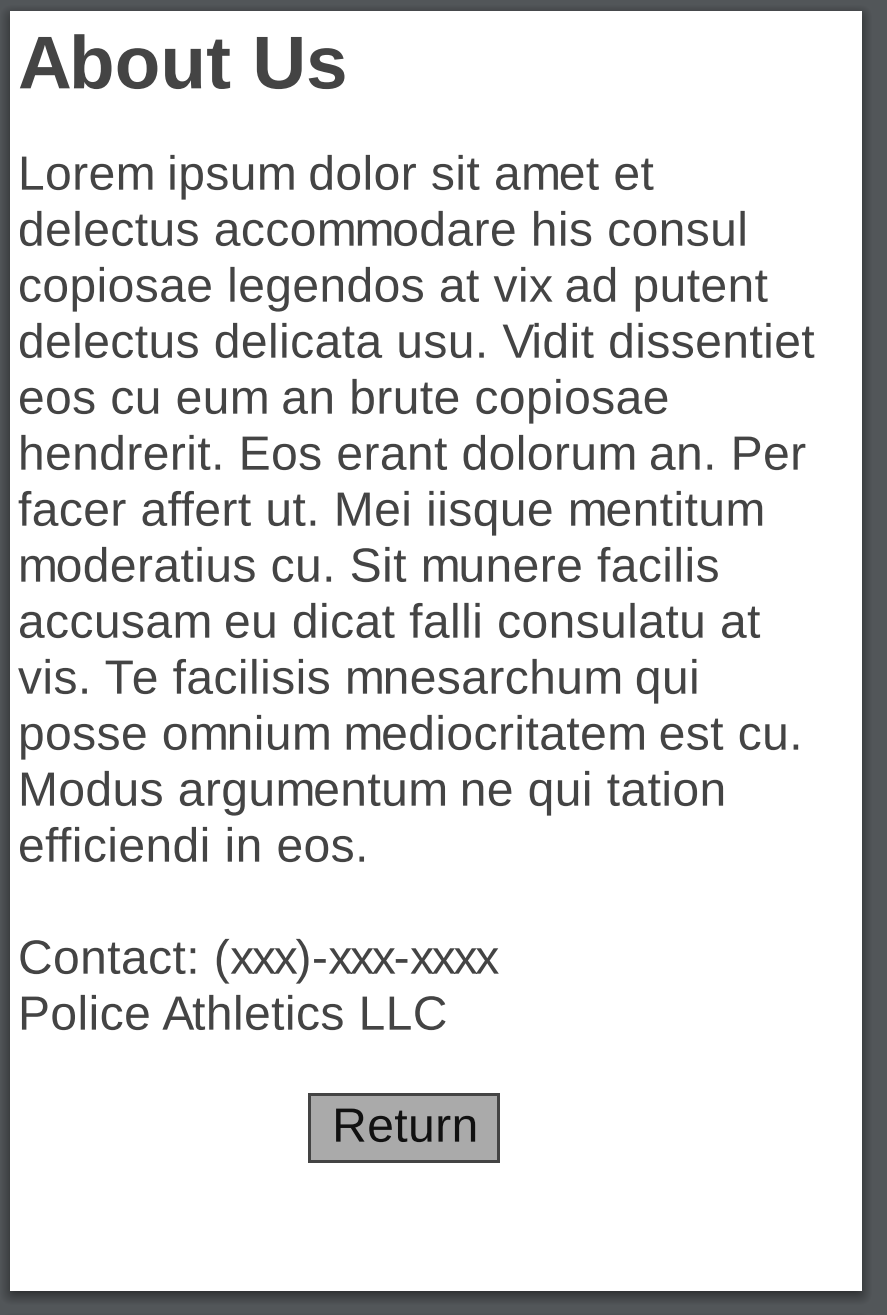 About Us
Lorem ipsum dolor sit amet et
delectus accommodare his consul
copiosae legendos at vix ad putent
delectus delicata usu. Vidit dissentiet
eos cu eum an brute copiosae
hendrerit. Eos erant dolorum an. Per
facer affert ut. Mei iisque mentitum
moderatius cu. Sit munere facilis
accusam eu dicat falli consulatu at
vis. Te facilisis mnesarchum qui
posse omnium mediocritatem est cu.
Modus argumentum ne qui tation
efficiendi in eos.
Contact: (xxx)-xxx-xxxx
Police Athletics LLC
Return